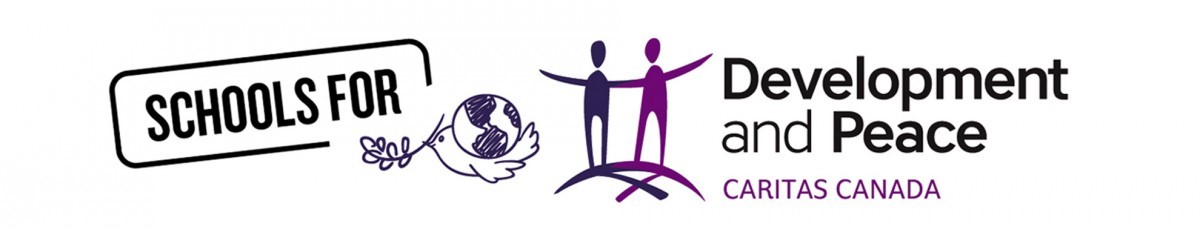 SCHOOLS FOR
Development
and Peace
CARITAS CANADA